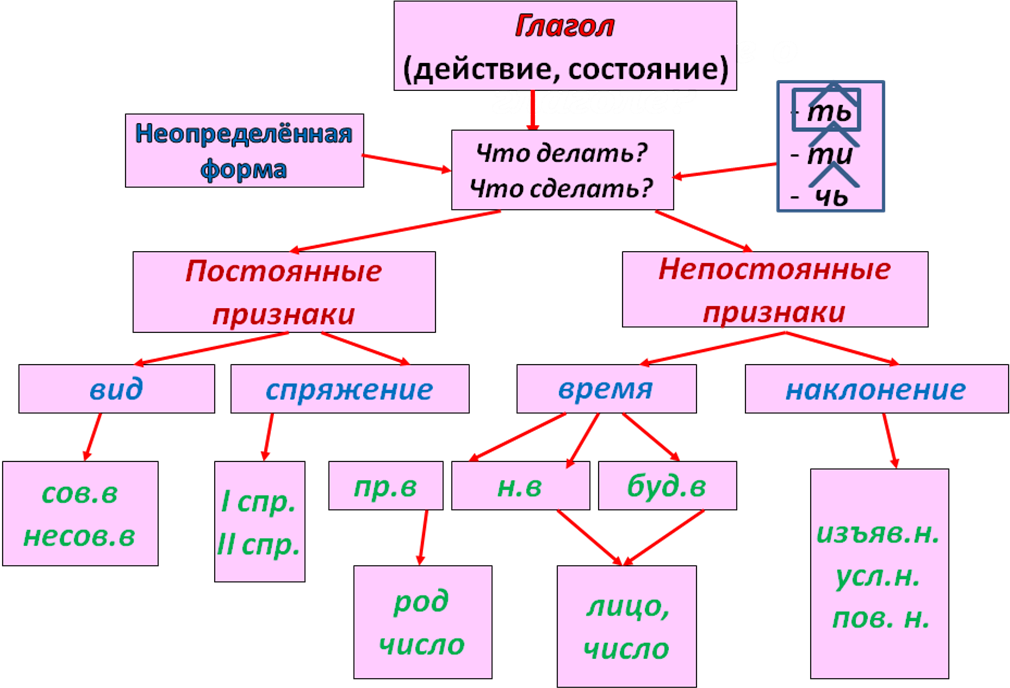 Глагол
(действие, состояние)
Неопределённая
форма
Что делать?
Что сделать?
- ть
- ти
- чь
Постоянные
признаки
Непостоянные
признаки
вид
спряжение
время
наклонение
сов.в
несов.в
I спр.
II спр.
пр.в
н.в
буд.в
изъяв.н.
усл.н.
пов. н.
род
число
лицо,
число